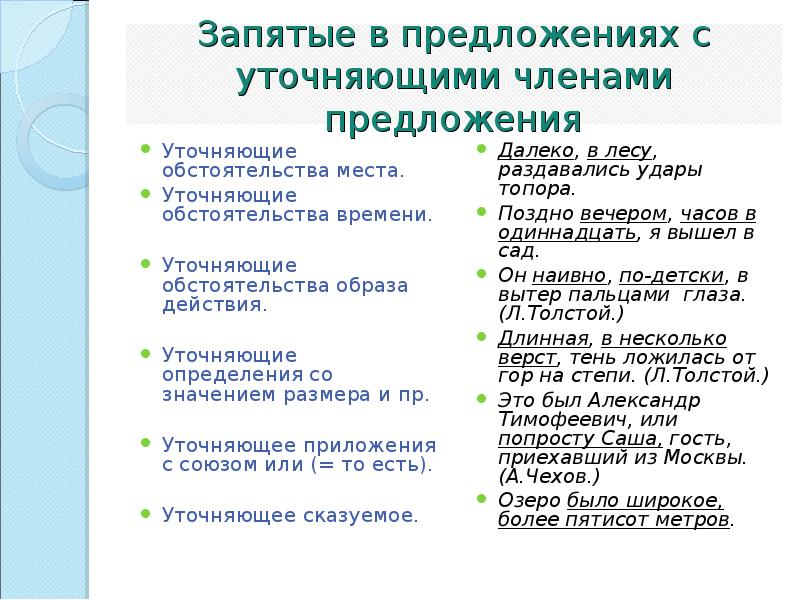 Запятые в предложениях с
уточняющими членами
предложения
Уточняющие
обстоятельства места.
Уточняющие
обстоятельства времени.
Уточняющие
обстоятельства образа
действия.
Уточняющие
определения со
значением размера и пр.
Уточняющее приложения
с союзом или (= то есть).
Уточняющее сказуемое.
Далеко, в лесу,
раздавались удары
топора.
Поздно вечером, часов в
одиннадцать, я вышел в
сад.
Он наивно, по-детски, в
вытер пальцами глаза.
(Л.Толстой.)
Длинная, в несколько
верст, тень ложилась от
гор на степи. (Л.Толстой.)
Это был Александр
Тимофеевич, или
попросту Саша, гость,
приехавший из Москвы.
(А.Чехов.)
Озеро было широкое,
более пятисот метров.